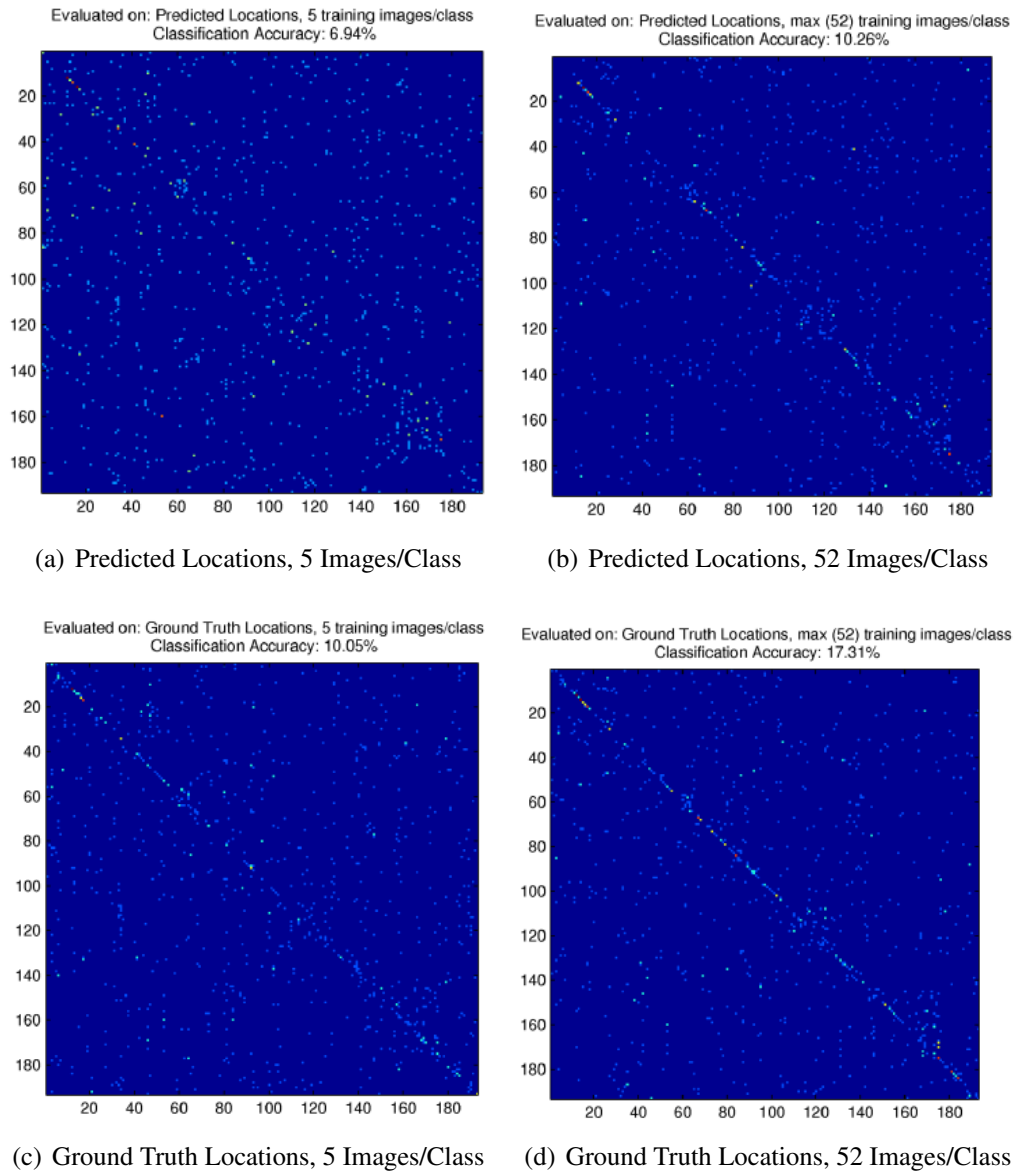 Evaluated on: Predicted Locations, 5 training images/class
Classification Accuracy: 6.94%
20
40
60
80
100
120
140
160
180
20 40 60 80 100 120 140 160 180
(a) Predicted Locations, 5 Images/Class
Evaluated on: Predicted Locations, max (52) training images/class
Classification Accuracy: 10.26%
20
40
60
80
100
120
140
160
180
20 40 60 80 100 120 140 160 180
(b) Predicted Locations, 52 Images/Class
Evaluated on: Ground Truth Locations, 5 training images/class
Classification Accuracy: 10.05%
20
40
60
80
100
120
140
160
180
20 40 60 80 100 120 140 160 180
(c) Ground Truth Locations, 5 Images/Class
Evaluated on: Ground Truth Locations, max (52) training images/class
Classification Accuracy: 17.31%
20
40
60
80
100
120
140
160
180
20 40 60 80 100 120 140 160 180
(d) Ground Truth Locations, 52 Images/Class